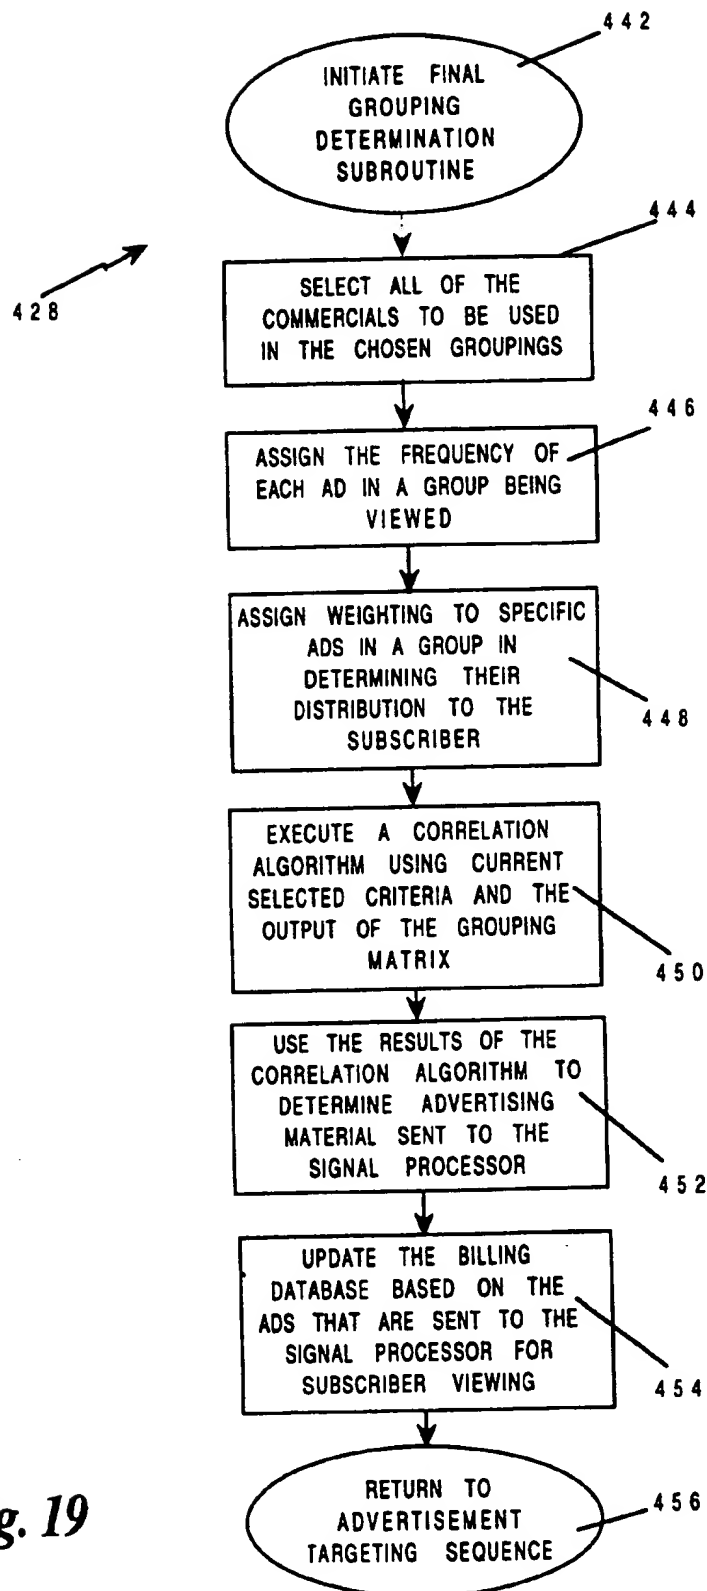 442
INITIATE FINAL
GROUPING
DETERMINATION
SUBROUTINE
444
428
SELECT ALL OF THE
COMMERCIALS TO BE USED
IN THE CHOSEN GROUPINGS
446
ASSIGN THE FREQUENCY OF
EACH AD IN A GROUP BEING
VIEWED
ASSIGN WEIGHTING TO SPECIFIC
ADS IN A GROUP IN
DETERMINING THEIR
DISTRIBUTION TO THE
SUBSCRIBER
448
EXECUTE A CORRELATION
ALGORITHM USING CURRENT
SELECTED CRITERIA AND THE
OUTPUT OF THE GROUPING
MATRIX
450
USE THE RESULTS OF THE
CORRELATION ALGORITHM TO
DETERMINE ADVERTISING
MATERIAL SENT TO THE
SIGNAL PROCESSOR
452
UPDATE THE BILLING
DATABASE BASED ON THE
ADS THAT ARE SENT TO THE
SIGNAL PROCESSOR FOR
SUBSCRIBER VIEWING
454
RETURN TO
ADVERTISEMENT
TARGETING SEQUENCE
456
g. 19